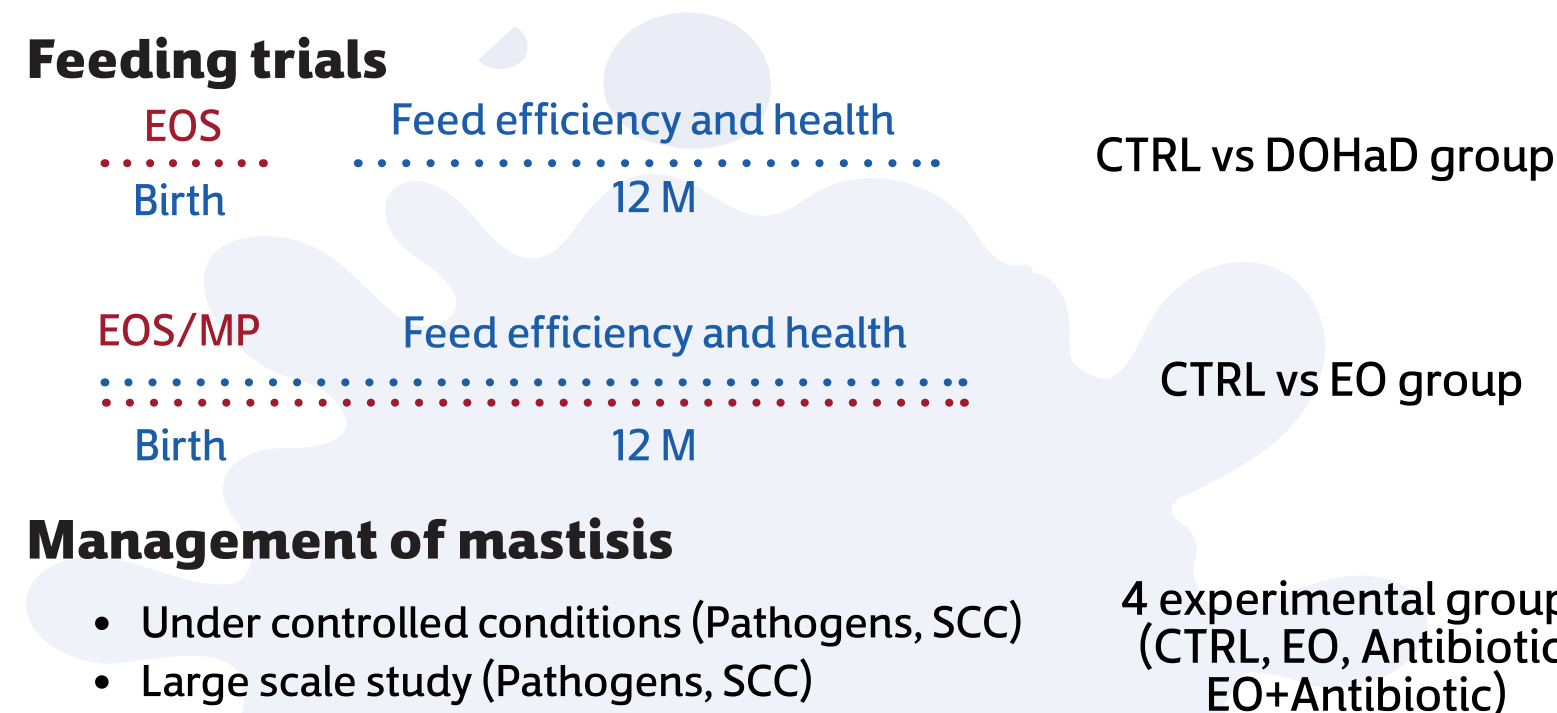 Feeding trials
EOS
Feed efficiency and health
Birth
12 M
CTRL vs DOHaD group
EOS/MP
Feed efficiency and health
Birth
12 M
CTRL vs EO group
Management of mastisis
• Under controlled conditions (Pathogens, SCC)
• Large scale study (Pathogens, SCC)
4 experimental group
(CTRL, EO, Antibiotic
EO+Antibiotic)